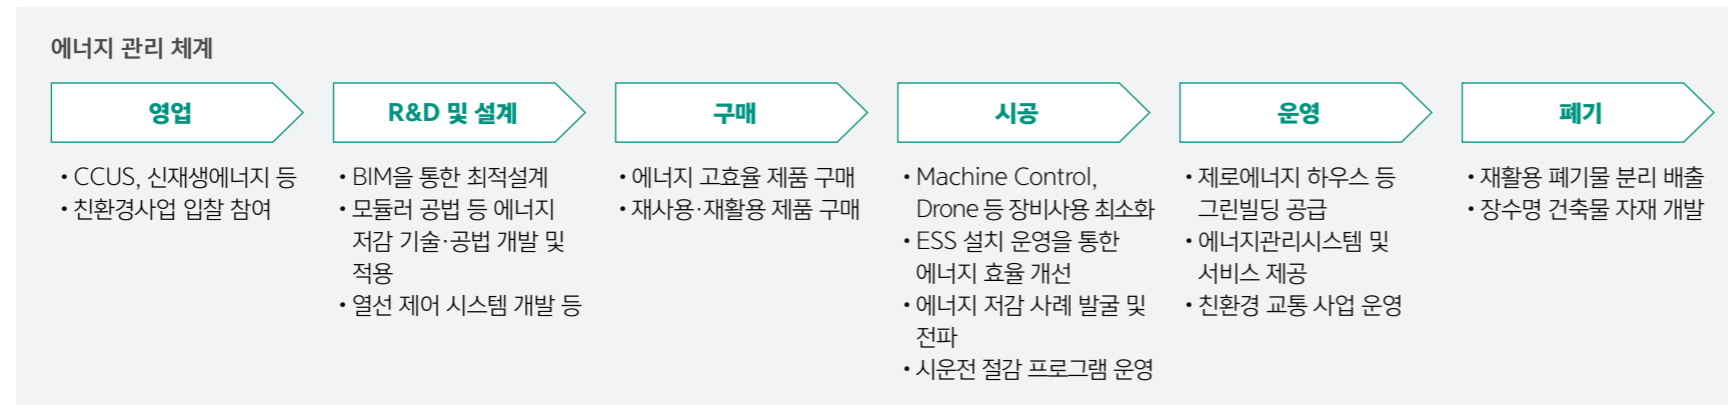 에너지 관리 체계
영업
• CCUS, 신재생에너지 등
• 친환경사업 입찰 참여
R&D 및 설계
• BIM을 통한 최적설계
• 모듈러 공법 등 에너지
저감 기술·공법 개발 및
적용
• 열선 제어 시스템 개발 등
구매
• 에너지 고효율 제품 구매
• 재사용·재활용 제품 구매
시공
• Machine Control,
Drone 등 장비사용 최소화
• ESS 설치 운영을 통한
에너지 효율 개선
• 에너지 저감 사례 발굴 및
전파
• 시운전 절감 프로그램 운영
운영
• 제로에너지 하우스 등
그린빌딩 공급
• 에너지관리시스템 및
서비스 제공
• 친환경 교통 사업 운영
폐기
• 재활용 폐기물 분리 배출
• 장수명 건축물 자재 개발